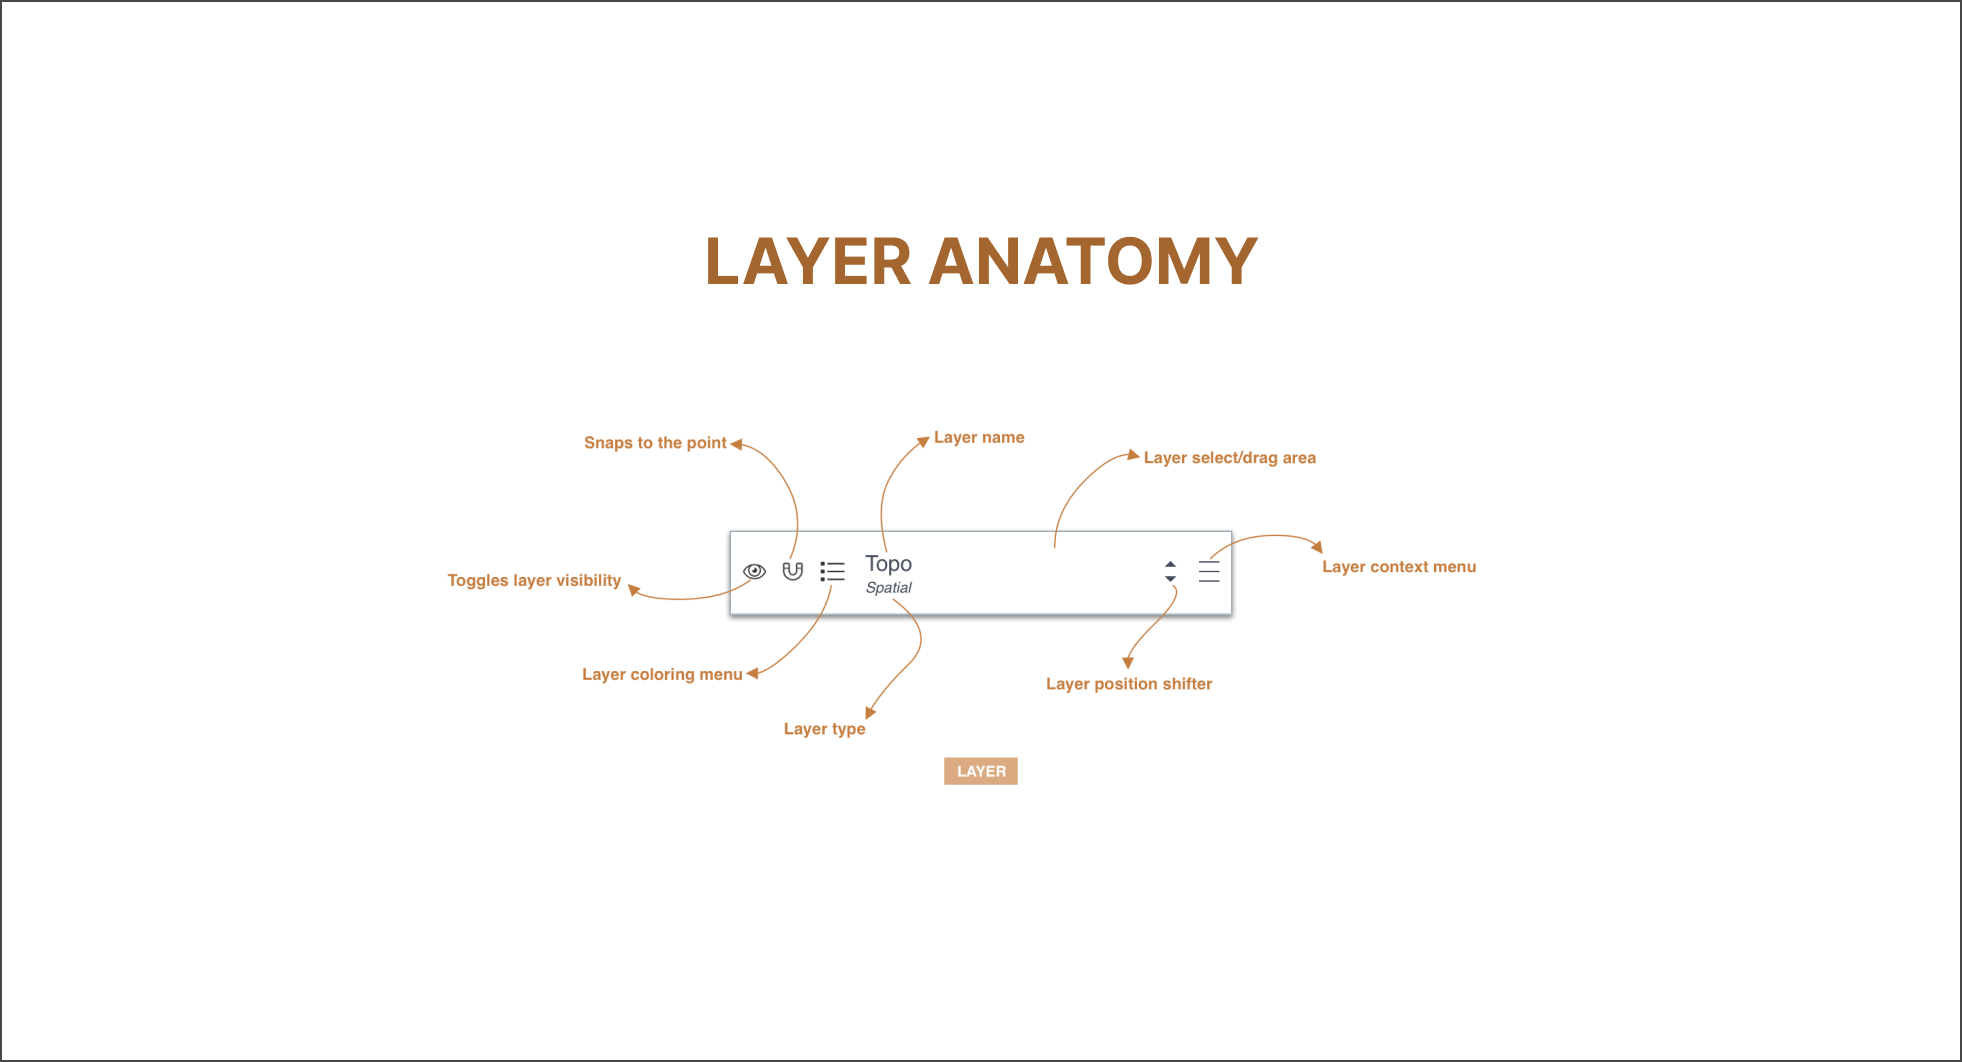 LAYER ANATOMY
Snaps to the point
Layer name
Layer select/drag area
Toggles layer visibility
Topo
Spatial
Layer context menu
Layer coloring menu
Layer position shifter
Layer type
LAYER